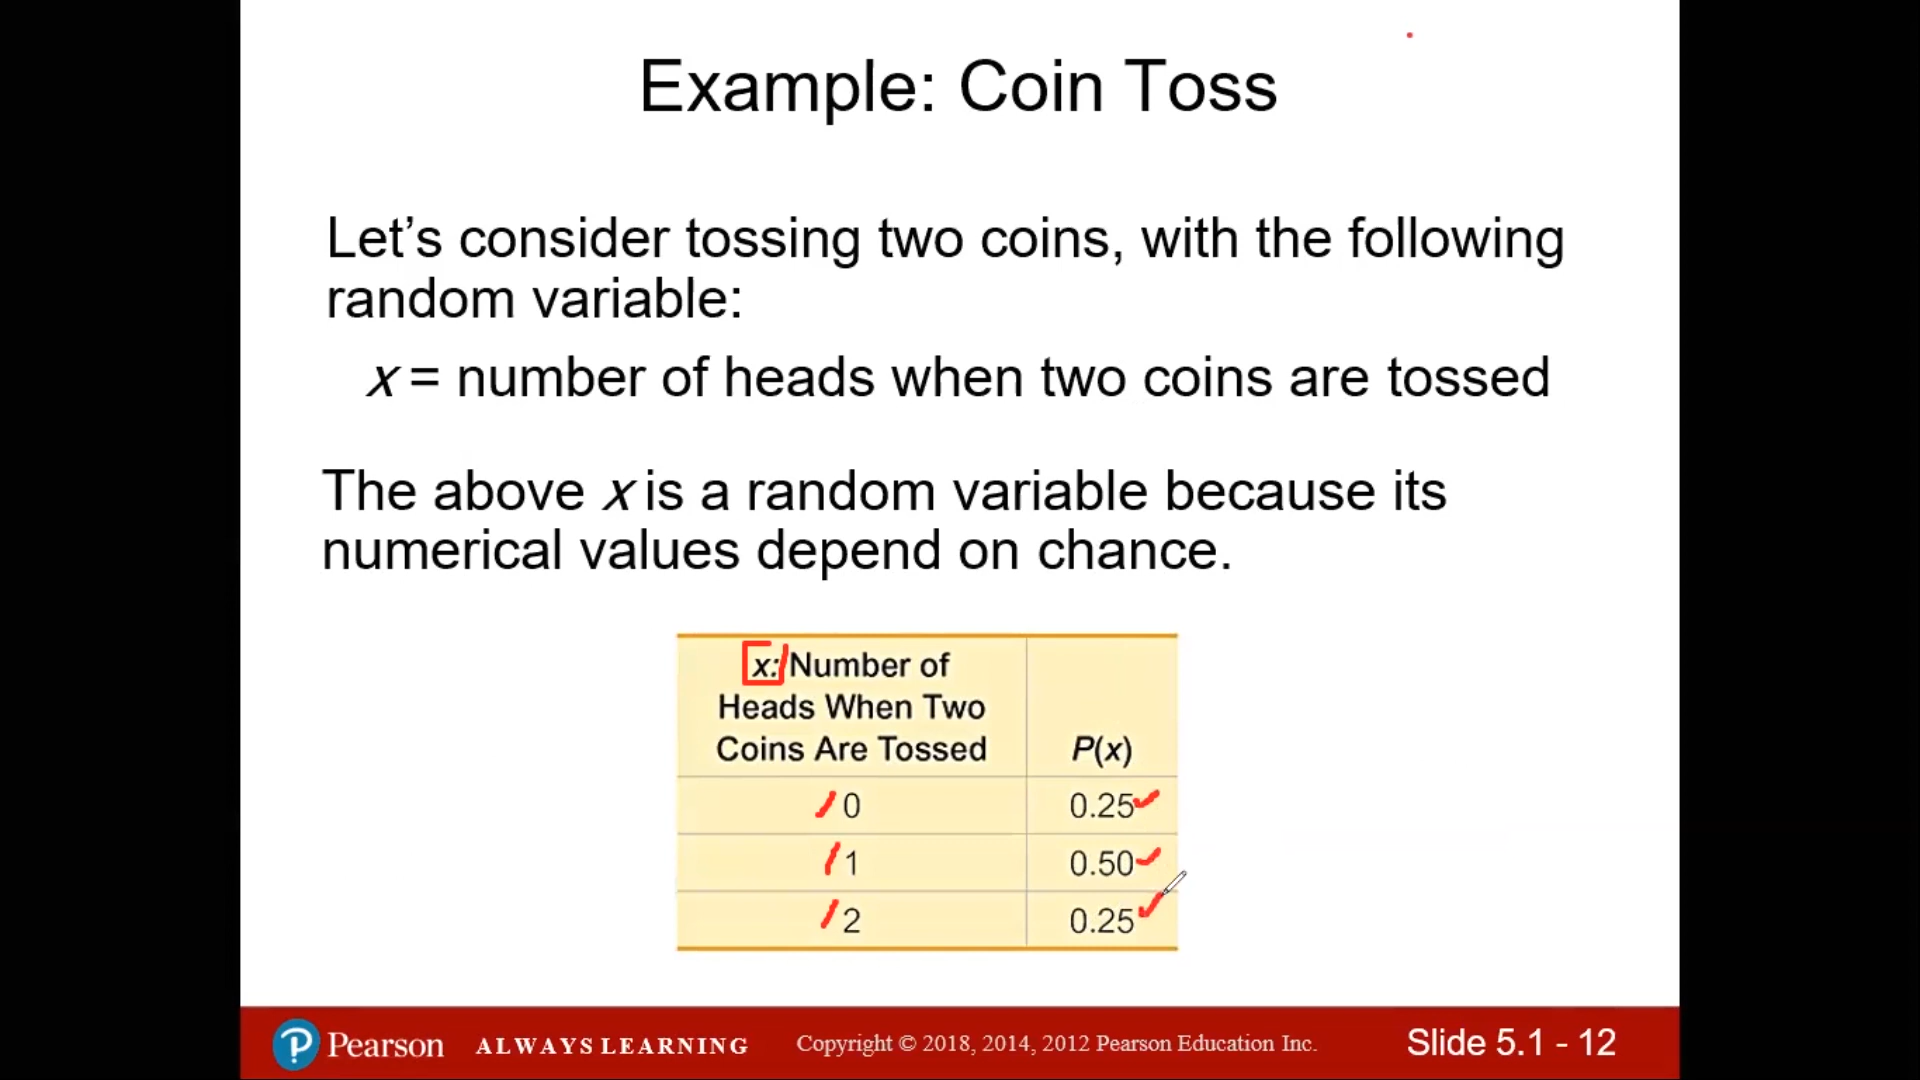 Example: Coin Toss
Let’s consider tossing two coins, with the following
random variable:
x = number of heads when two coins are tossed
The above x is a random variable because its
numerical values depend on chance.
x: Number of
Heads When Two
Coins Are Tossed P(x)
0 0.25
1 0.50
2 0.25
P Pearson ALWAYS LEARNING Copyright © 2018, 2014, 2012 Pearson Education Inc. Slide 5.1 - 12